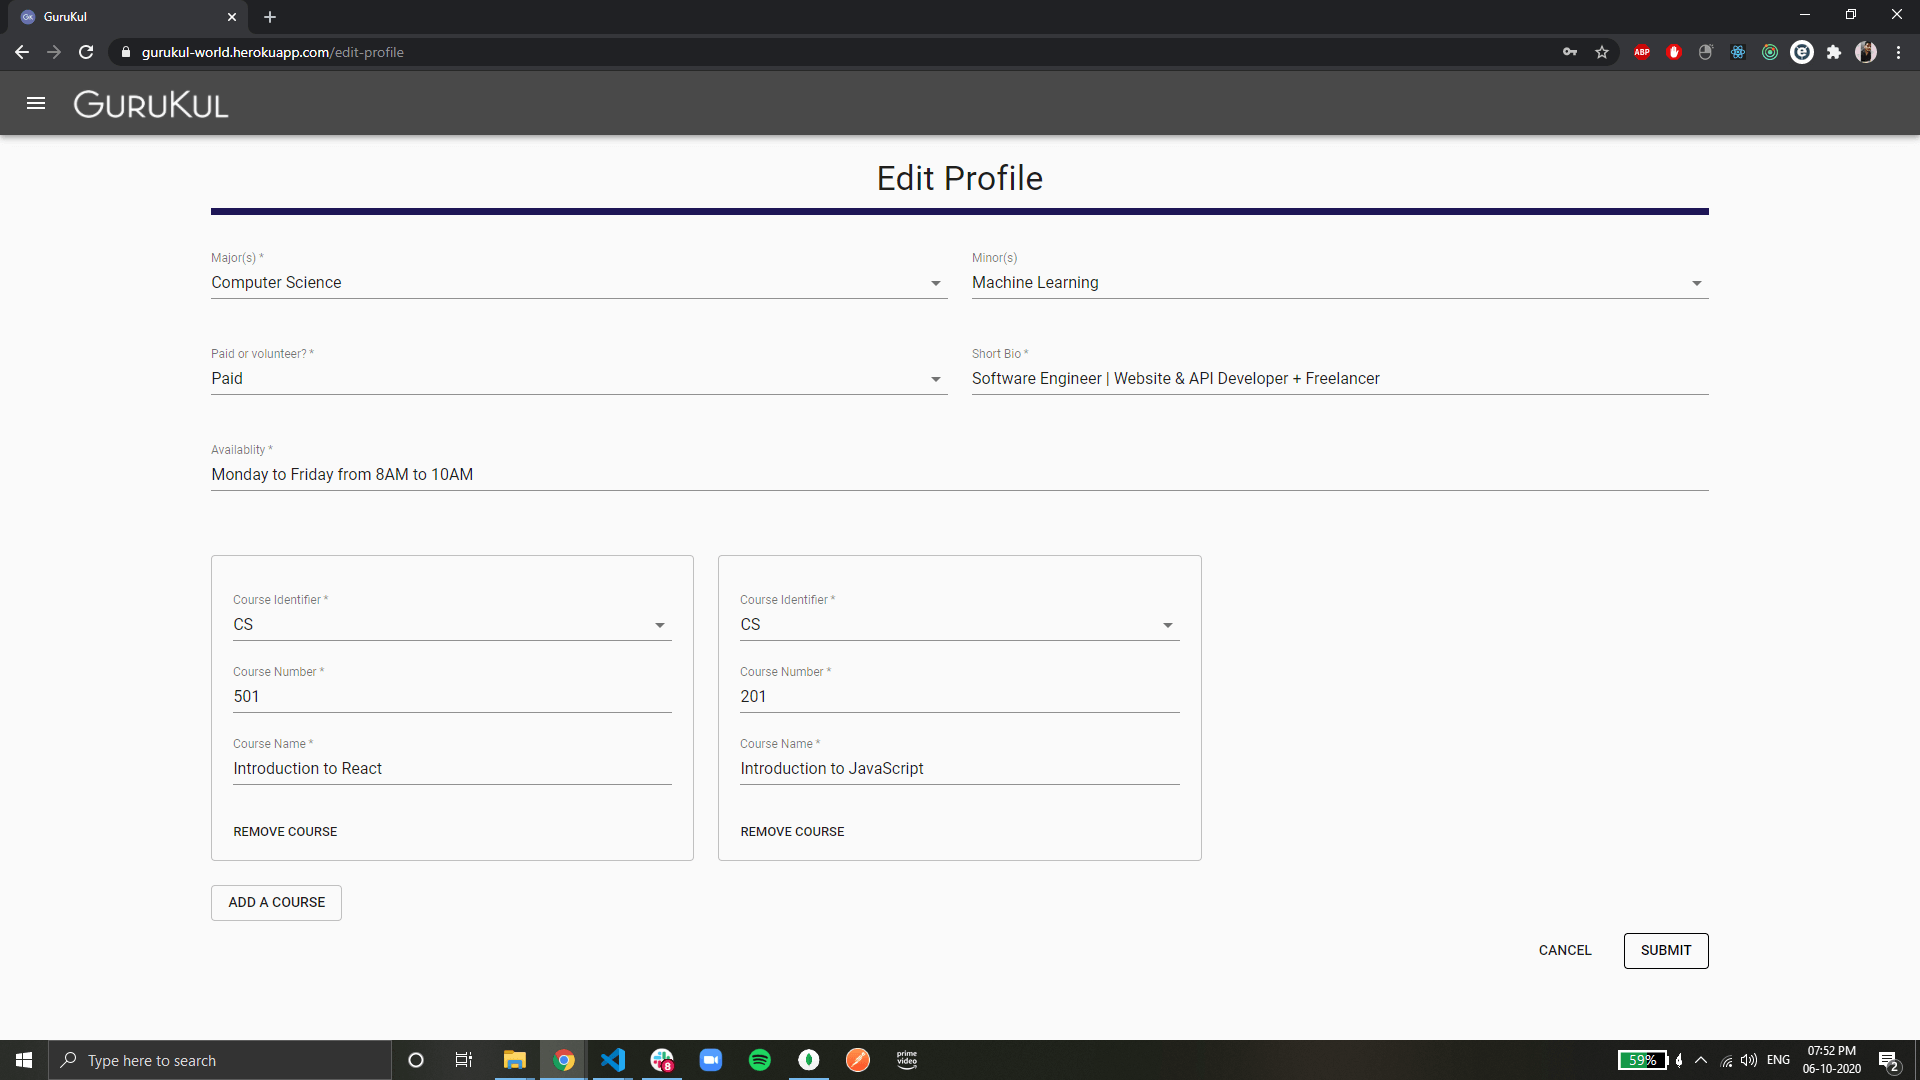 GuruKul
gurukul-world.herokuapp.com/edit-profile
ABP
GURUKUL
Edit Profile
Major(s) *
Computer Science
Minor(s)
Machine Learning
Paid or volunteer? *
Paid
Short Bio *
Software Engineer | Website & API Developer + Freelancer
Availablity *
Monday to Friday from 8AM to 10AM
Course Identifier *
CS
Course Number *
501
Course Name *
Introduction to React
REMOVE COURSE
Course Identifier *
CS
Course Number *
201
Course Name *
Introduction to JavaScript
REMOVE COURSE
ADD A COURSE
CANCEL
SUBMIT
Type here to search
8
prime video
59%
ENG
07:52 PM
06-10-2020
2